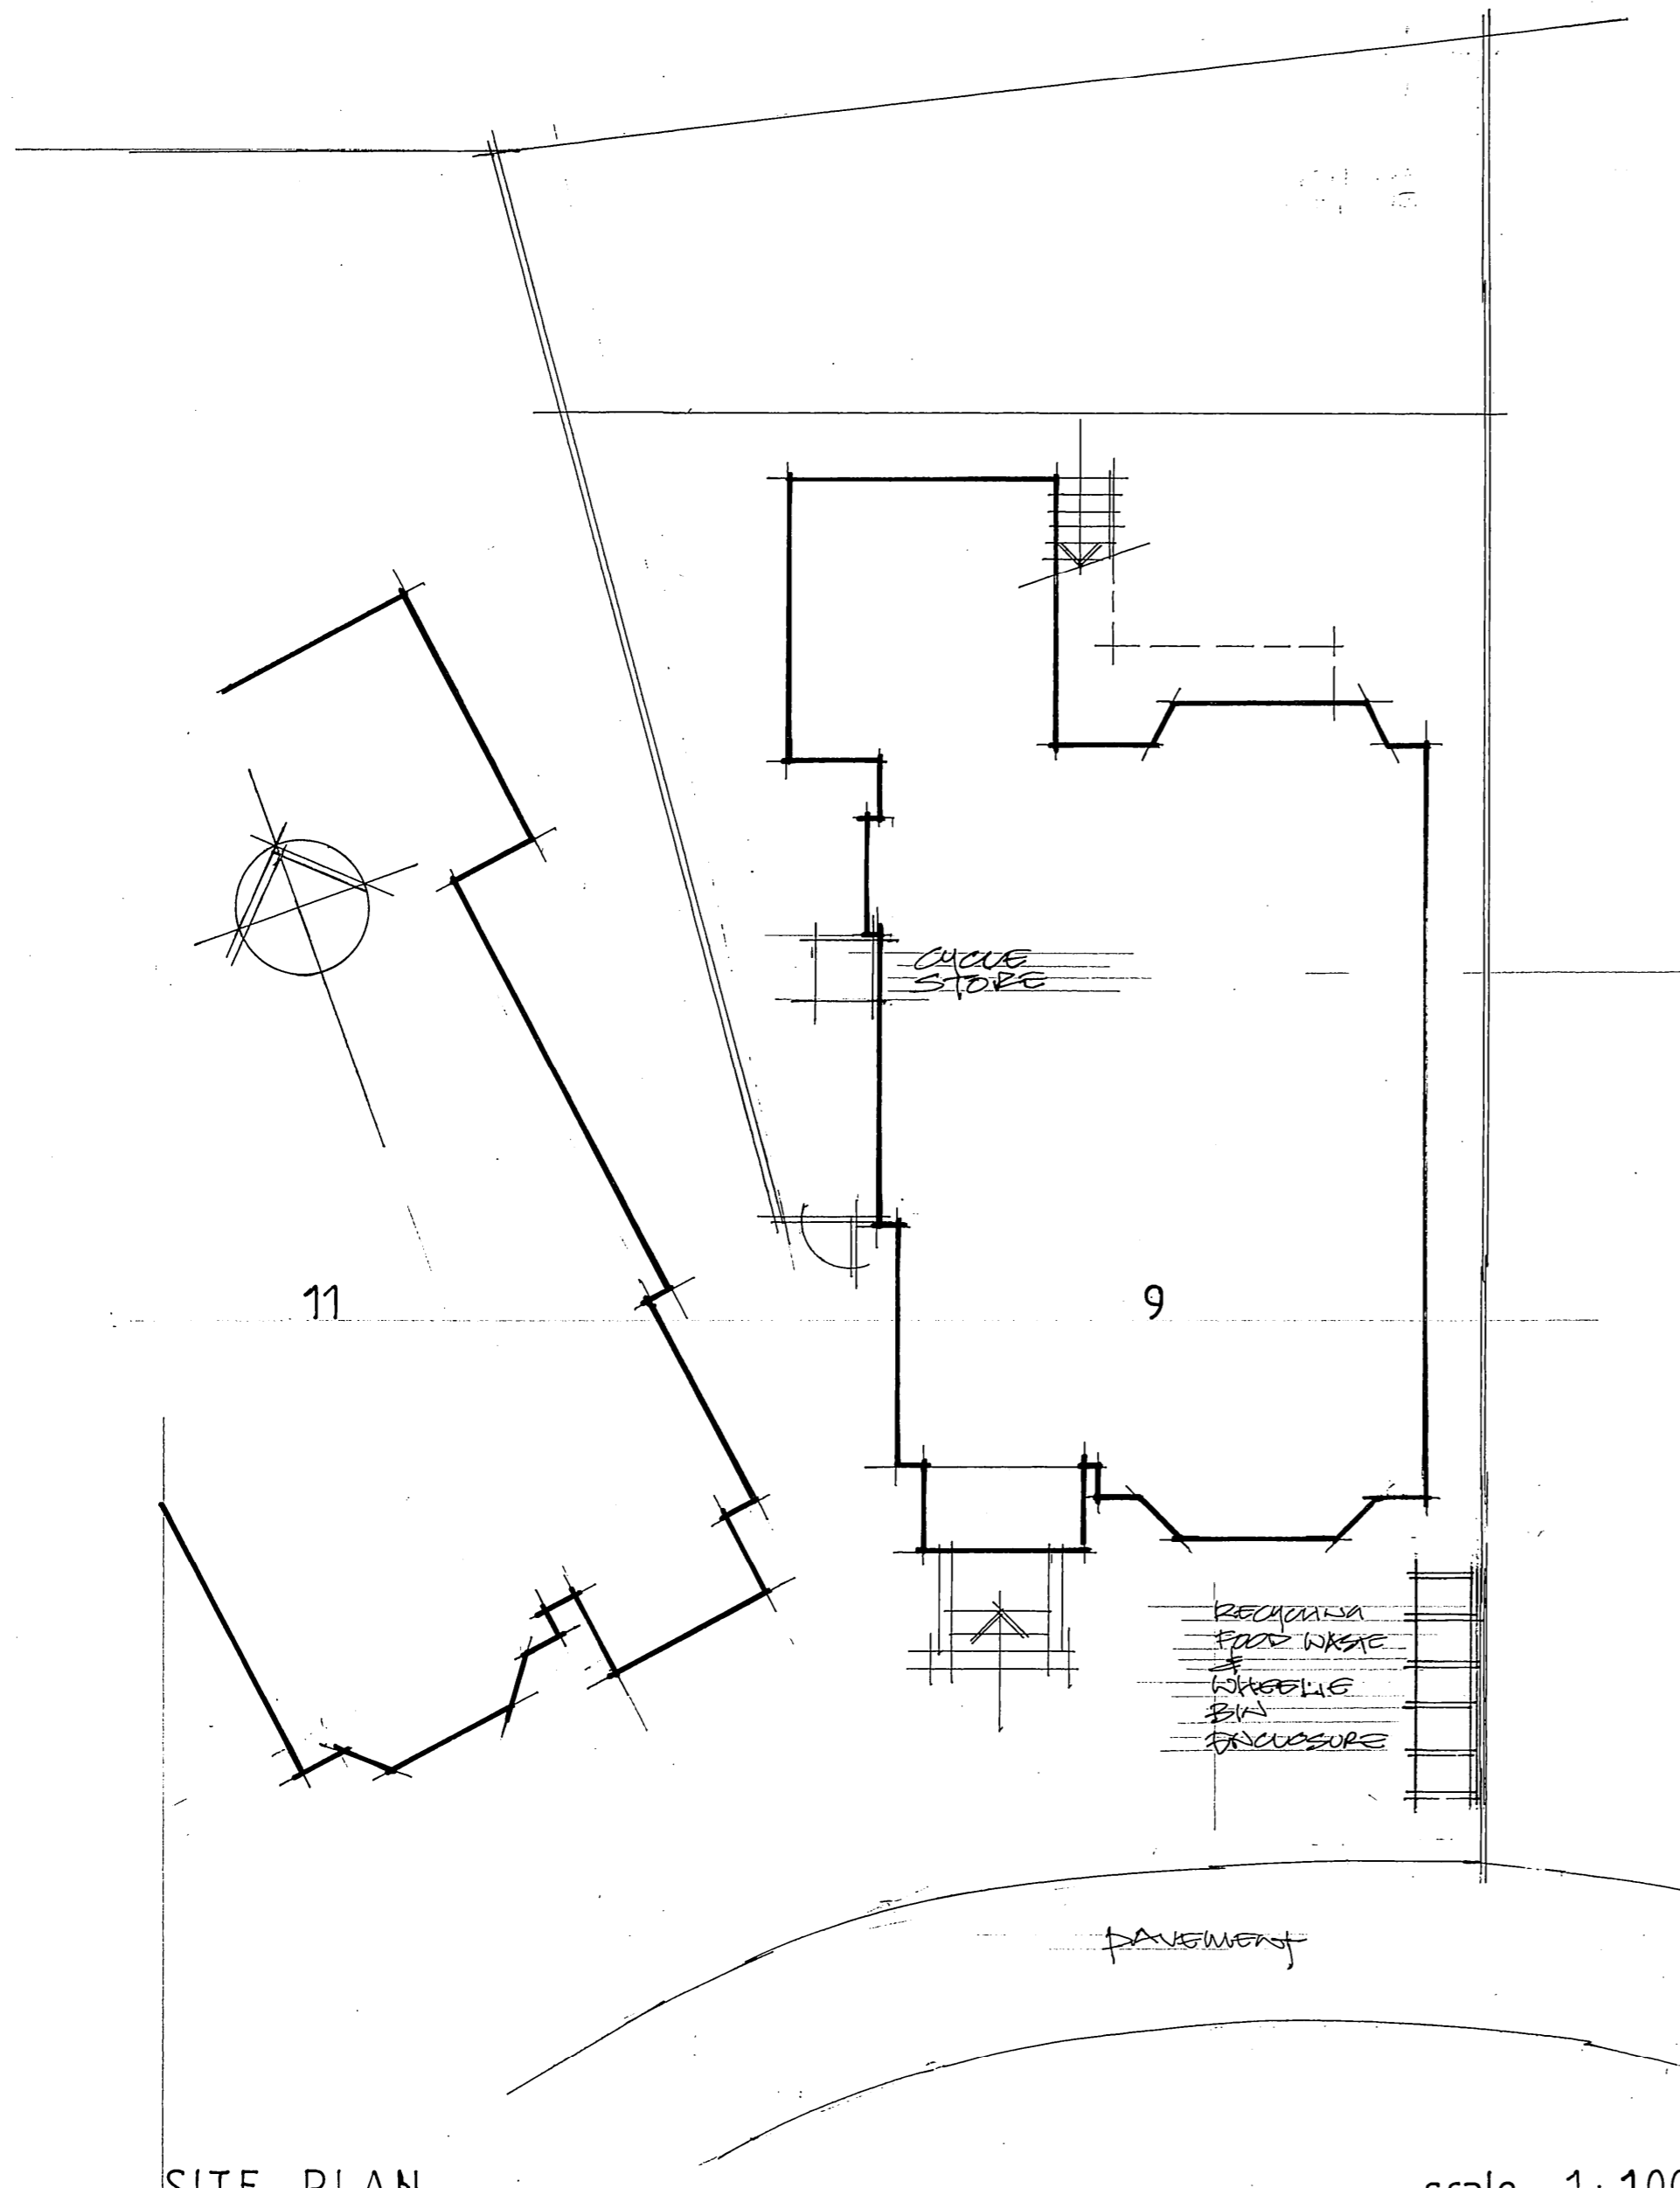 CYCLE
STORE
11
9
RECYCLING
FOOD WASTE
&
WHEELIE
BIN
ENCLOSURE
PAVEMENT
SITE PLAN
scale 1:100